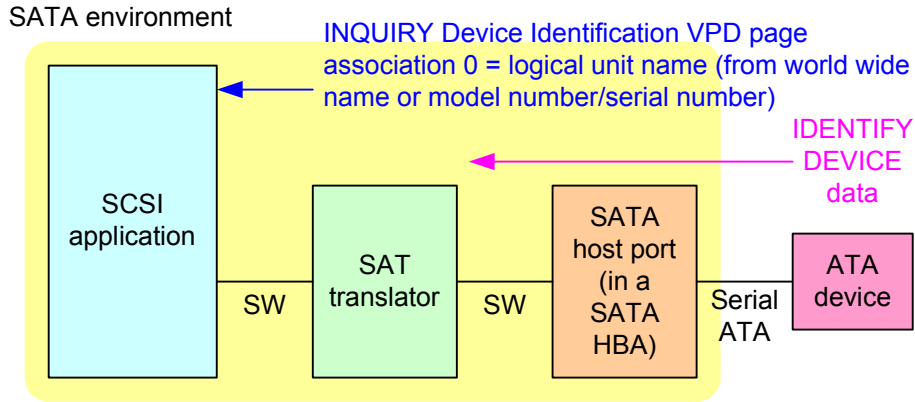 SATA environment
INQUIRY Device Identification VPD page
association 0 = logical unit name (from world wide
name or model number/serial number)
IDENTIFY
DEVICE
data
SCSI
application
SW
SAT
translator
SW
SATA
host port
(in a
SATA
HBA)
Serial
ATA
ATA
device